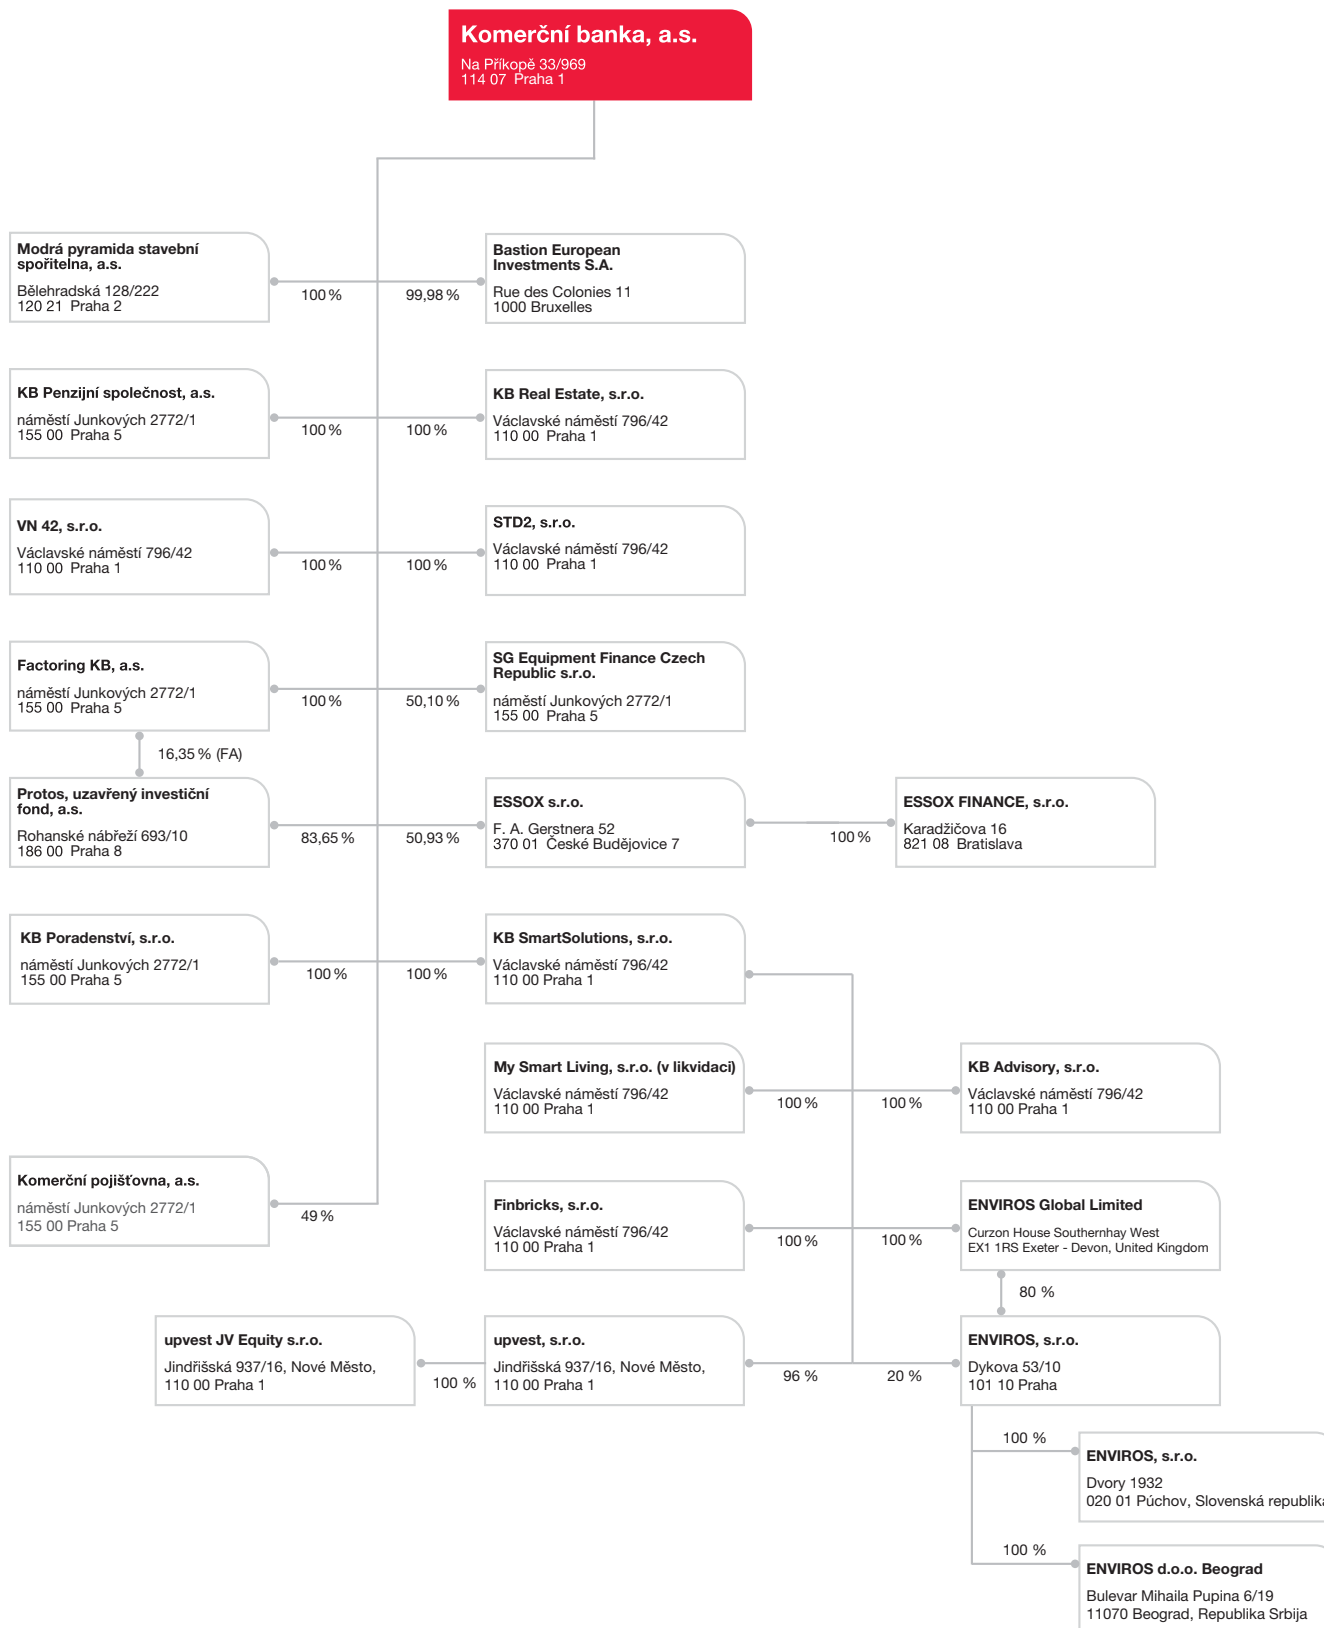 Komerční banka, a.s.
Na Příkopě 33/969
114 07 Praha 1
Modrá pyramida stavební
spořitelna, a.s.
Bělehradská 128/222
120 21 Praha 2
100 %
99,98 %
Bastion European
Investments S.A.
Rue des Colonies 11
1000 Bruxelles
KB Penzijní společnost, a.s.
náměstí Junkových 2772/1
155 00 Praha 5
100 %
100 %
KB Real Estate, s.r.o.
Václavské náměstí 796/42
110 00 Praha 1
VN 42, s.r.o.
Václavské náměstí 796/42
110 00 Praha 1
100 %
100 %
STD2, s.r.o.
Václavské náměstí 796/42
110 00 Praha 1
Factoring KB, a.s.
náměstí Junkových 2772/1
155 00 Praha 5
100 %
50,10 %
SG Equipment Finance Czech
Republic s.r.o.
náměstí Junkových 2772/1
155 00 Praha 5
16,35 % (FA)
Protos, uzavřený investiční
fond, a.s.
Rohanské nábřeží 693/10
186 00 Praha 8
83,65 %
50,93 %
ESSOX s.r.o.
F. A. Gerstnera 52
370 01 České Budějovice 7
100 %
ESSOX FINANCE, s.r.o.
Karadžičova 16
821 08 Bratislava
KB Poradenství, s.r.o.
náměstí Junkových 2772/1
155 00 Praha 5
100 %
100 %
KB SmartSolutions, s.r.o.
Václavské náměstí 796/42
110 00 Praha 1
My Smart Living, s.r.o. (v likvidaci)
Václavské náměstí 796/42
110 00 Praha 1
100 %
100 %
KB Advisory, s.r.o.
Václavské náměstí 796/42
110 00 Praha 1
Komerční pojišťovna, a.s.
náměstí Junkových 2772/1
155 00 Praha 5
49 %
Finbricks, s.r.o.
Václavské náměstí 796/42
110 00 Praha 1
100 %
100 %
ENVIROS Global Limited
Curzon House Southernhay West
EX1 1RS Exeter - Devon, United Kingdom
80 %
upvest JV Equity s.r.o.
Jindřišská 937/16, Nové Město,
110 00 Praha 1
100 %
upvest, s.r.o.
Jindřišská 937/16, Nové Město,
110 00 Praha 1
96 %
20 %
ENVIROS, s.r.o.
Dykova 53/10
101 10 Praha
100 %
ENVIROS, s.r.o.
Dvory 1932
020 01 Púchov, Slovenská republika
100 %
ENVIROS d.o.o. Beograd
Bulevar Mihaila Pupina 6/19
11070 Beograd, Republika Srbija